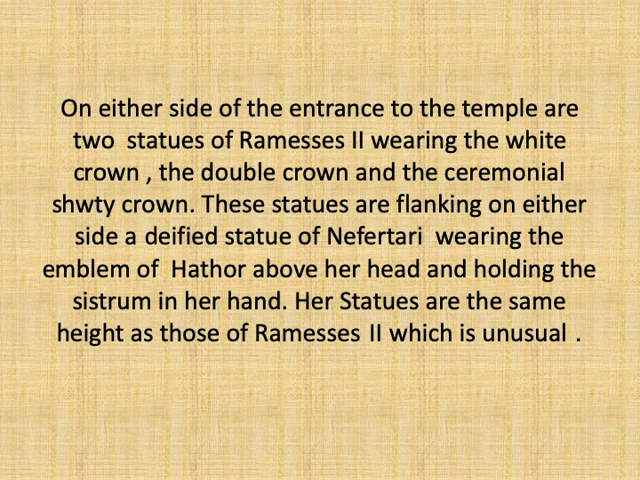 On either side of the entrance to the temple are
two  statues of Ramesses II wearing the white
crown , the double crown and the ceremonial
shwty crown. These statues are flanking on either
side a deified statue of Nefertari  wearing the
emblem of  Hathor above her head and holding the
sistrum in her hand. Her Statues are the same
height as those of Ramesses  II which is unusual .